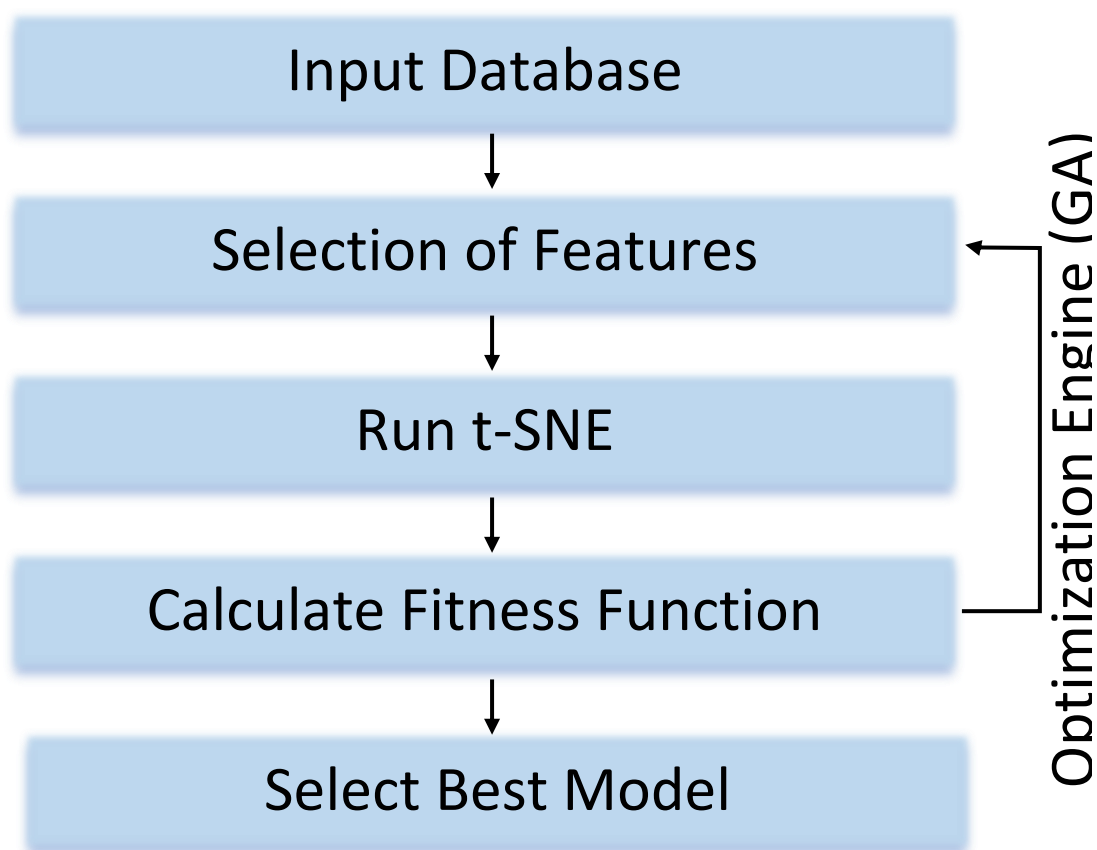 Input Database
Selection of Features
Run t-SNE
Calculate Fitness Function
Select Best Model
Optimization Engine (GA)